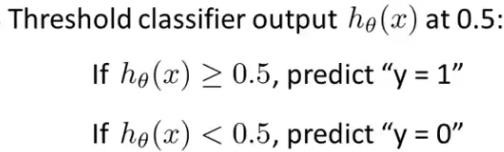 Threshold classifier output hθ(x) at 0.5:
If hθ(x) ≥ 0.5, predict “y = 1”
If hθ(x) < 0.5, predict “y = 0”